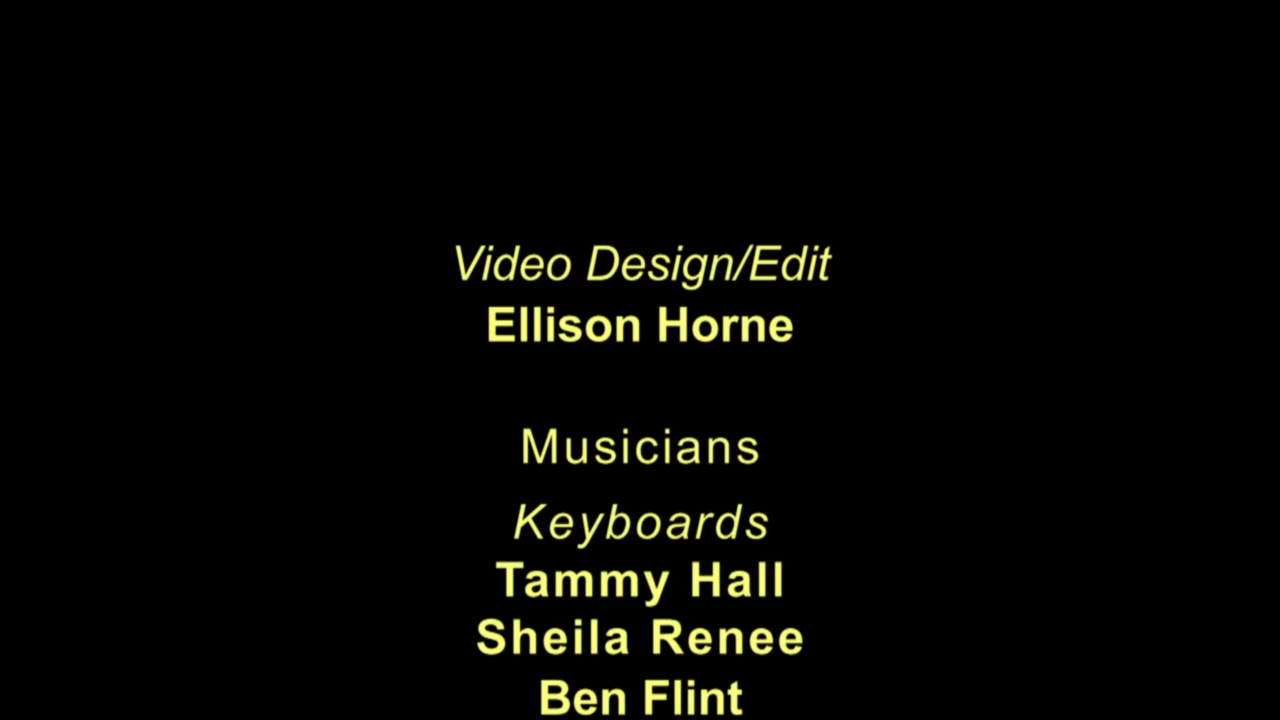 Video Design/Edit
Ellison Horne
Musicians
Keyboards
Tammy Hall
Sheila Renee
Ben Flint